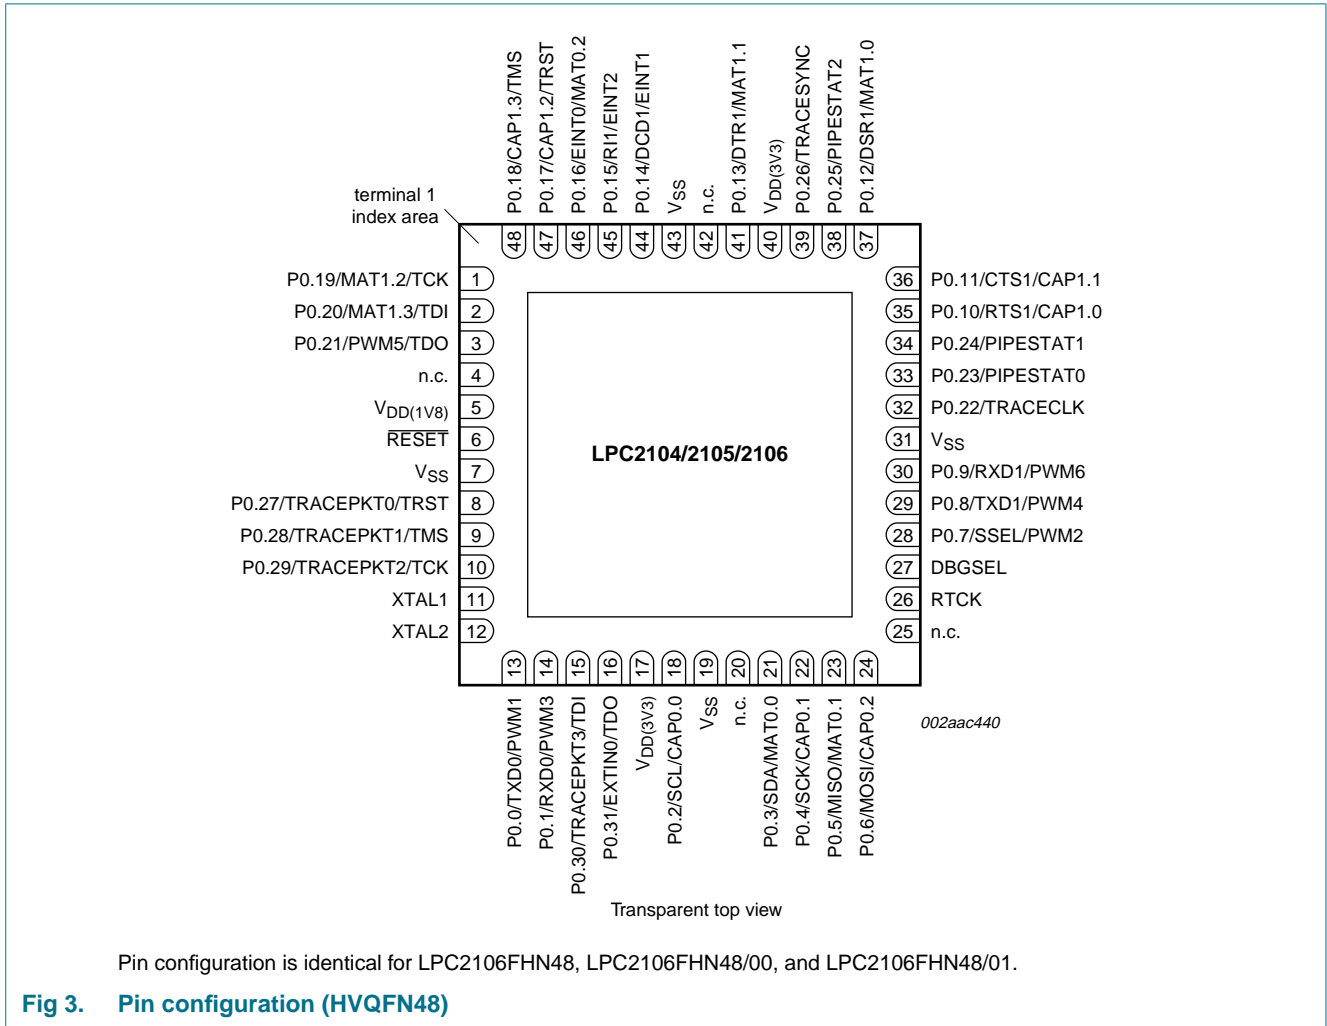 P0.18/CAP1.3/TMS
P0.17/CAP1.2/TRST
P0.16/EINT0/MAT0.2
P0.15/RI1/EINT2
P0.14/DCD1/EINT1
VSS
n.c.
P0.13/DTR1/MAT1.1
VDD(3V3)
P0.26/TRACESYNC
P0.25/PIPESTAT2
P0.12/DSR1/MAT1.0
terminal 1
index area
48
47
46
45
44
43
42
41
40
39
38
37
P0.19/MAT1.2/TCK 1
P0.20/MAT1.3/TDI 2
P0.21/PWM5/TDO 3
n.c. 4
VDD(1V8) 5
RESET 6
VSS 7
P0.27/TRACEPKT0/TRST 8
P0.28/TRACEPKT1/TMS 9
P0.29/TRACEPKT2/TCK 10
XTAL1 11
XTAL2 12
LPC2104/2105/2106
36 P0.11/CTS1/CAP1.1
35 P0.10/RTS1/CAP1.0
34 P0.24/PIPESTAT1
33 P0.23/PIPESTAT0
32 P0.22/TRACECLK
31 VSS
30 P0.9/RXD1/PWM6
29 P0.8/TXD1/PWM4
28 P0.7/SSEL/PWM2
27 DBGSEL
26 RTCK
25 n.c.
13
14
15
16
17
18
19
20
21
22
23
24
P0.0/TXD0/PWM1
P0.1/RXD0/PWM3
P0.30/TRACEPKT3/TDI
P0.31/EXTIN0/TDO
VDD(3V3)
P0.2/SCL/CAP0.0
VSS
n.c.
P0.3/SDA/MAT0.0
P0.4/SCK/CAP0.1
P0.5/MISO/MAT0.1
P0.6/MOSI/CAP0.2
002aac440
Transparent top view
Pin configuration is identical for LPC2106FHN48, LPC2106FHN48/00, and LPC2106FHN48/01.
Fig 3. Pin configuration (HVQFN48)